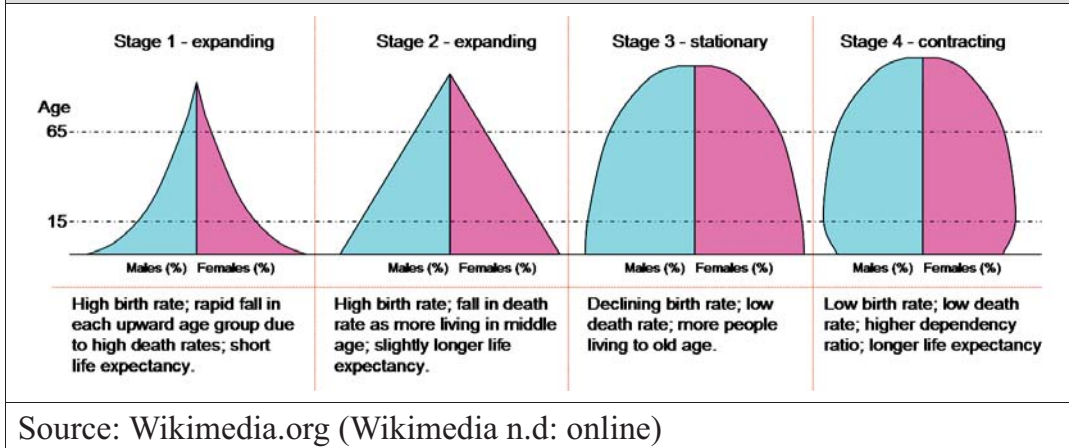 Stage 1 - expanding
Stage 2 - expanding
Stage 3 - stationary
Stage 4 - contracting
Age
65
15
Males (%) Females (%)
Males (%) Females (%)
Males (%) Females (%)
Males (%) Females (%)
High birth rate; rapid fall in
each upward age group due
to high death rates; short
life expectancy.
High birth rate; fall in death
rate as more living in middle
age; slightly longer life
expectancy.
Declining birth rate; low
death rate; more people
living to old age.
Low birth rate; low death
rate; higher dependency
ratio; longer life expectancy
Source: Wikimedia.org (Wikimedia n.d: online)